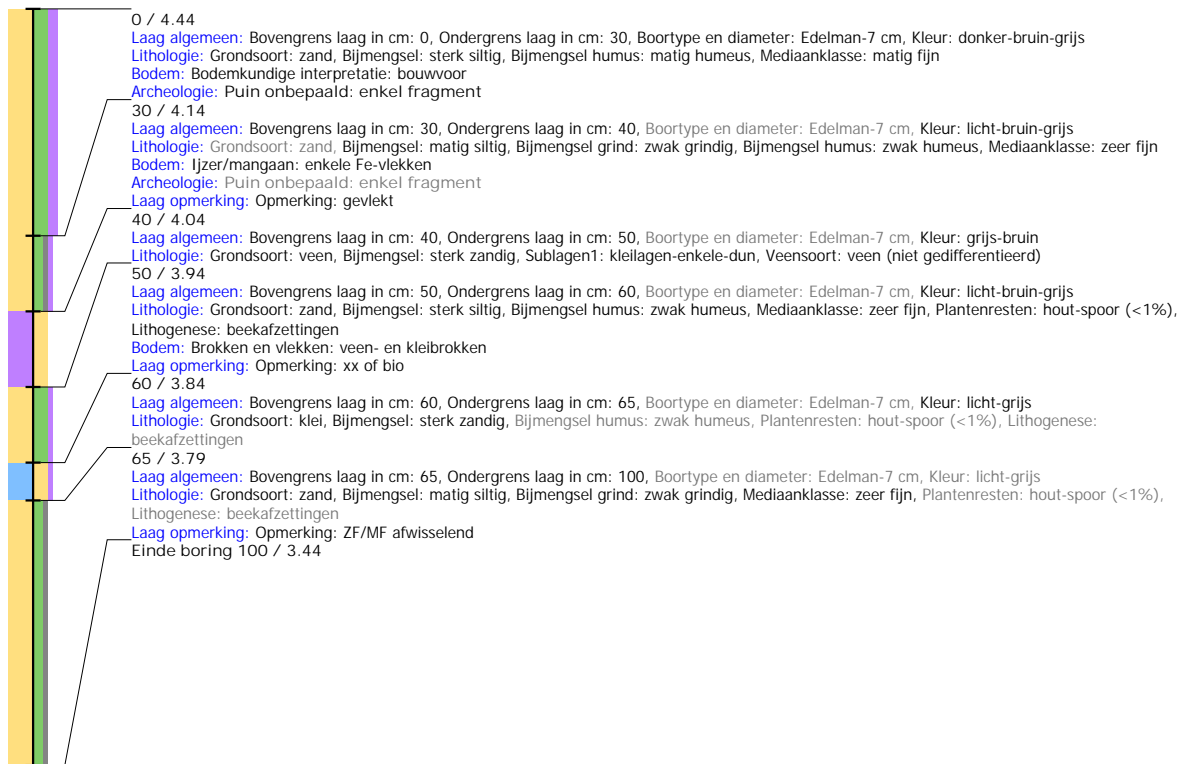 0 / 4.44
Laag algemeen: Bovengrens laag in cm: 0, Ondergrens laag in cm: 30, Boortype en diameter: Edelman-7 cm, Kleur: donker-bruin-grijs
Lithologie: Grondsoort: zand, Bijmengsel: sterk siltig, Bijmengsel humus: matig humeus, Mediaanklasse: matig fijn
Bodem: Bodemkundige interpretatie: bouwvoor
Archeologie: Puin onbepaald: enkel fragment
30 / 4.14
Laag algemeen: Bovengrens laag in cm: 30, Ondergrens laag in cm: 40, Boortype en diameter: Edelman-7 cm, Kleur: licht-bruin-grijs
Lithologie: Grondsoort: zand, Bijmengsel: matig siltig, Bijmengsel grind: zwak grindig, Bijmengsel humus: zwak humeus, Mediaanklasse: zeer fijn
Bodem: Ijzer/mangaan: enkele Fe-vlekken
Archeologie: Puin onbepaald: enkel fragment
Laag opmerking: Opmerking: gevlekt
40 / 4.04
Laag algemeen: Bovengrens laag in cm: 40, Ondergrens laag in cm: 50, Boortype en diameter: Edelman-7 cm, Kleur: grijs-bruin
Lithologie: Grondsoort: veen, Bijmengsel: sterk zandig, Sublagen1: kleilagen-enkele-dun, Veensoort: veen (niet gedifferentieerd)
50 / 3.94
Laag algemeen: Bovengrens laag in cm: 50, Ondergrens laag in cm: 60, Boortype en diameter: Edelman-7 cm, Kleur: licht-bruin-grijs
Lithologie: Grondsoort: zand, Bijmengsel: sterk siltig, Bijmengsel humus: zwak humeus, Mediaanklasse: zeer fijn, Plantenresten: hout-spoor (<1%),
Lithogenese: beekafzettingen
Bodem: Brokken en vlekken: veen- en kleibrokken
Laag opmerking: Opmerking: xx of bio
60 / 3.84
Laag algemeen: Bovengrens laag in cm: 60, Ondergrens laag in cm: 65, Boortype en diameter: Edelman-7 cm, Kleur: licht-grijs
Lithologie: Grondsoort: klei, Bijmengsel: sterk zandig, Bijmengsel humus: zwak humeus, Plantenresten: hout-spoor (<1%), Lithogenese:
beekafzettingen
65 / 3.79
Laag algemeen: Bovengrens laag in cm: 65, Ondergrens laag in cm: 100, Boortype en diameter: Edelman-7 cm, Kleur: licht-grijs
Lithologie: Grondsoort: zand, Bijmengsel: matig siltig, Bijmengsel grind: zwak grindig, Mediaanklasse: zeer fijn, Plantenresten: hout-spoor (<1%),
Lithogenese: beekafzettingen
Laag opmerking: Opmerking: ZF/MF afwisselend
Einde boring 100 / 3.44